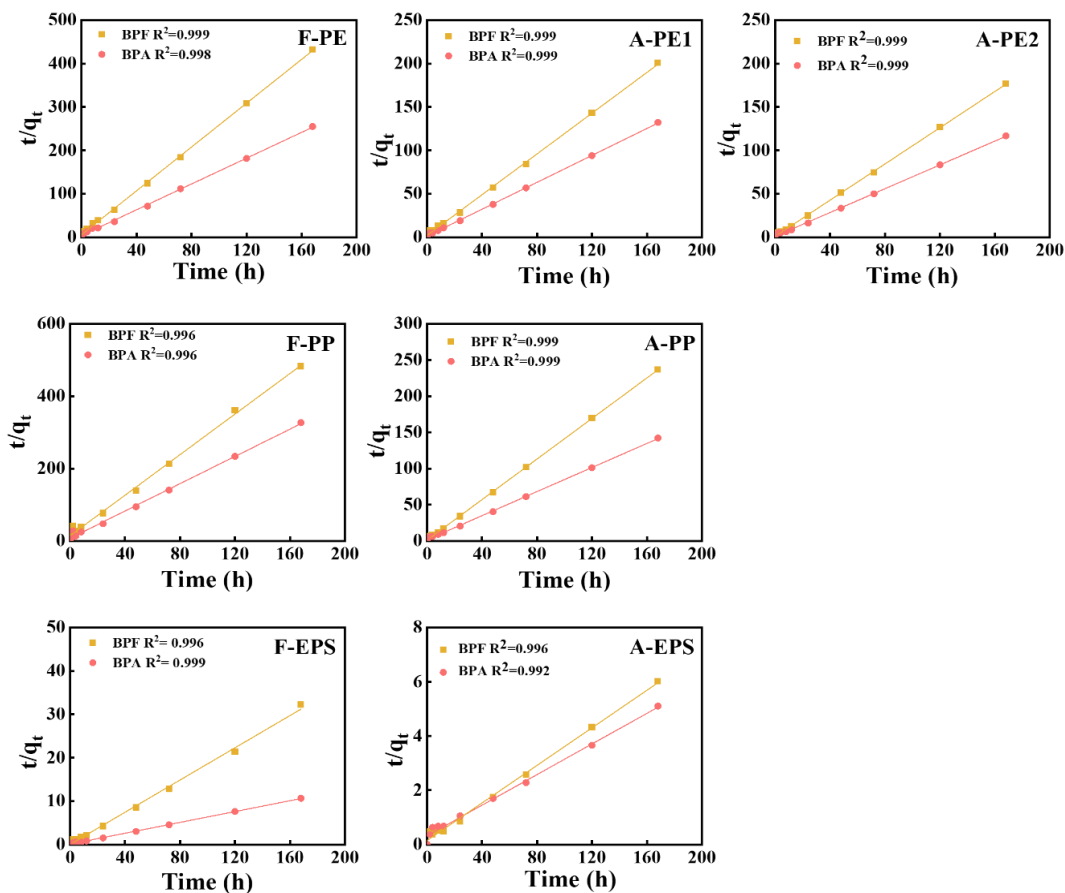 F-PE
BPF R²=0.999
BPA R²=0.998
500
400
300
200
100
0
t/qₜ
0 40 80 120 160 200
Time (h)
A-PE1
BPF R²=0.999
BPA R²=0.999
250
200
150
100
50
0
t/qₜ
0 40 80 120 160 200
Time (h)
A-PE2
BPF R²=0.999
BPA R²=0.999
250
200
150
100
50
0
t/qₜ
0 40 80 120 160 200
Time (h)
F-PP
BPF R²=0.996
BPA R²=0.996
600
400
200
0
t/qₜ
0 40 80 120 160 200
Time (h)
A-PP
BPF R²=0.999
BPA R²=0.999
300
250
200
150
100
50
0
t/qₜ
0 40 80 120 160 200
Time (h)
F-EPS
BPF R²= 0.996
BPA R²= 0.999
50
40
30
20
10
0
t/qₜ
0 40 80 120 160 200
Time (h)
A-EPS
BPF R²=0.996
BPA R²=0.992
8
6
4
2
0
t/qₜ
0 40 80 120 160 200
Time (h)